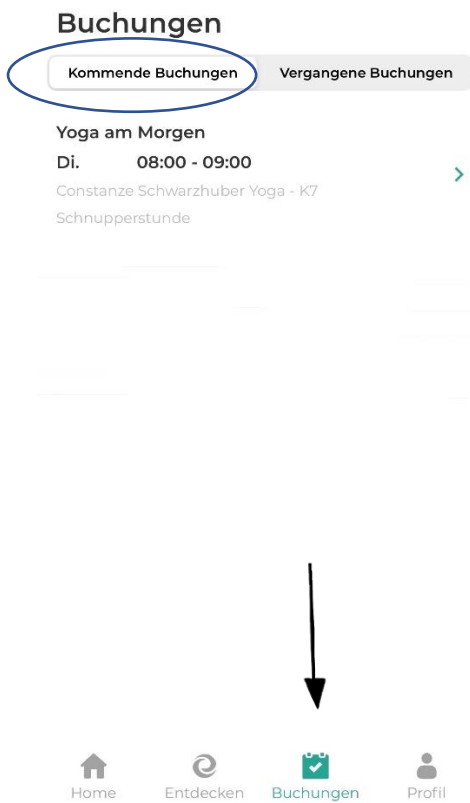 Buchungen
Kommende Buchungen Vergangene Buchungen
Yoga am Morgen
Di. 08:00 - 09:00
Constanze Schwarzhuber Yoga - K7
Schnupperstunde
Home Entdecken Buchungen Profil